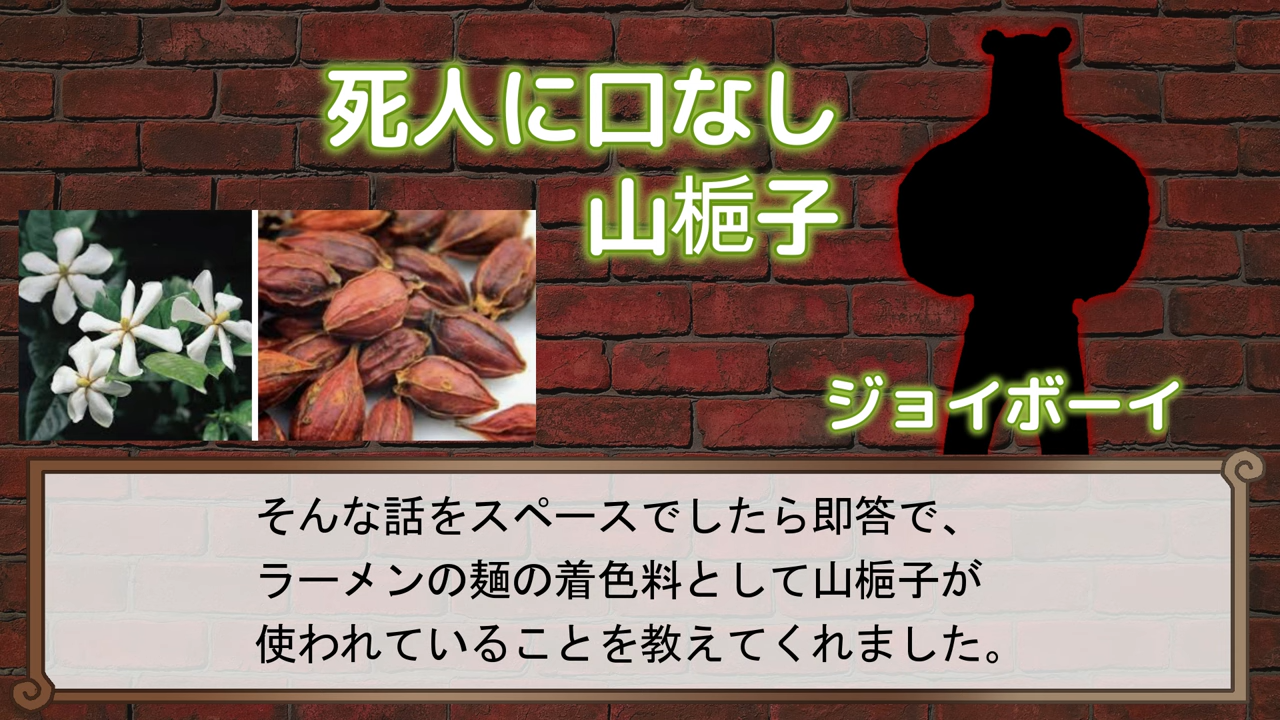 死人に口なし
山梔子
ジョイボーイ
そんな話をスペースでしたら即答で、
ラーメンの麺の着色料として山梔子が
使われていることを教えてくれました。